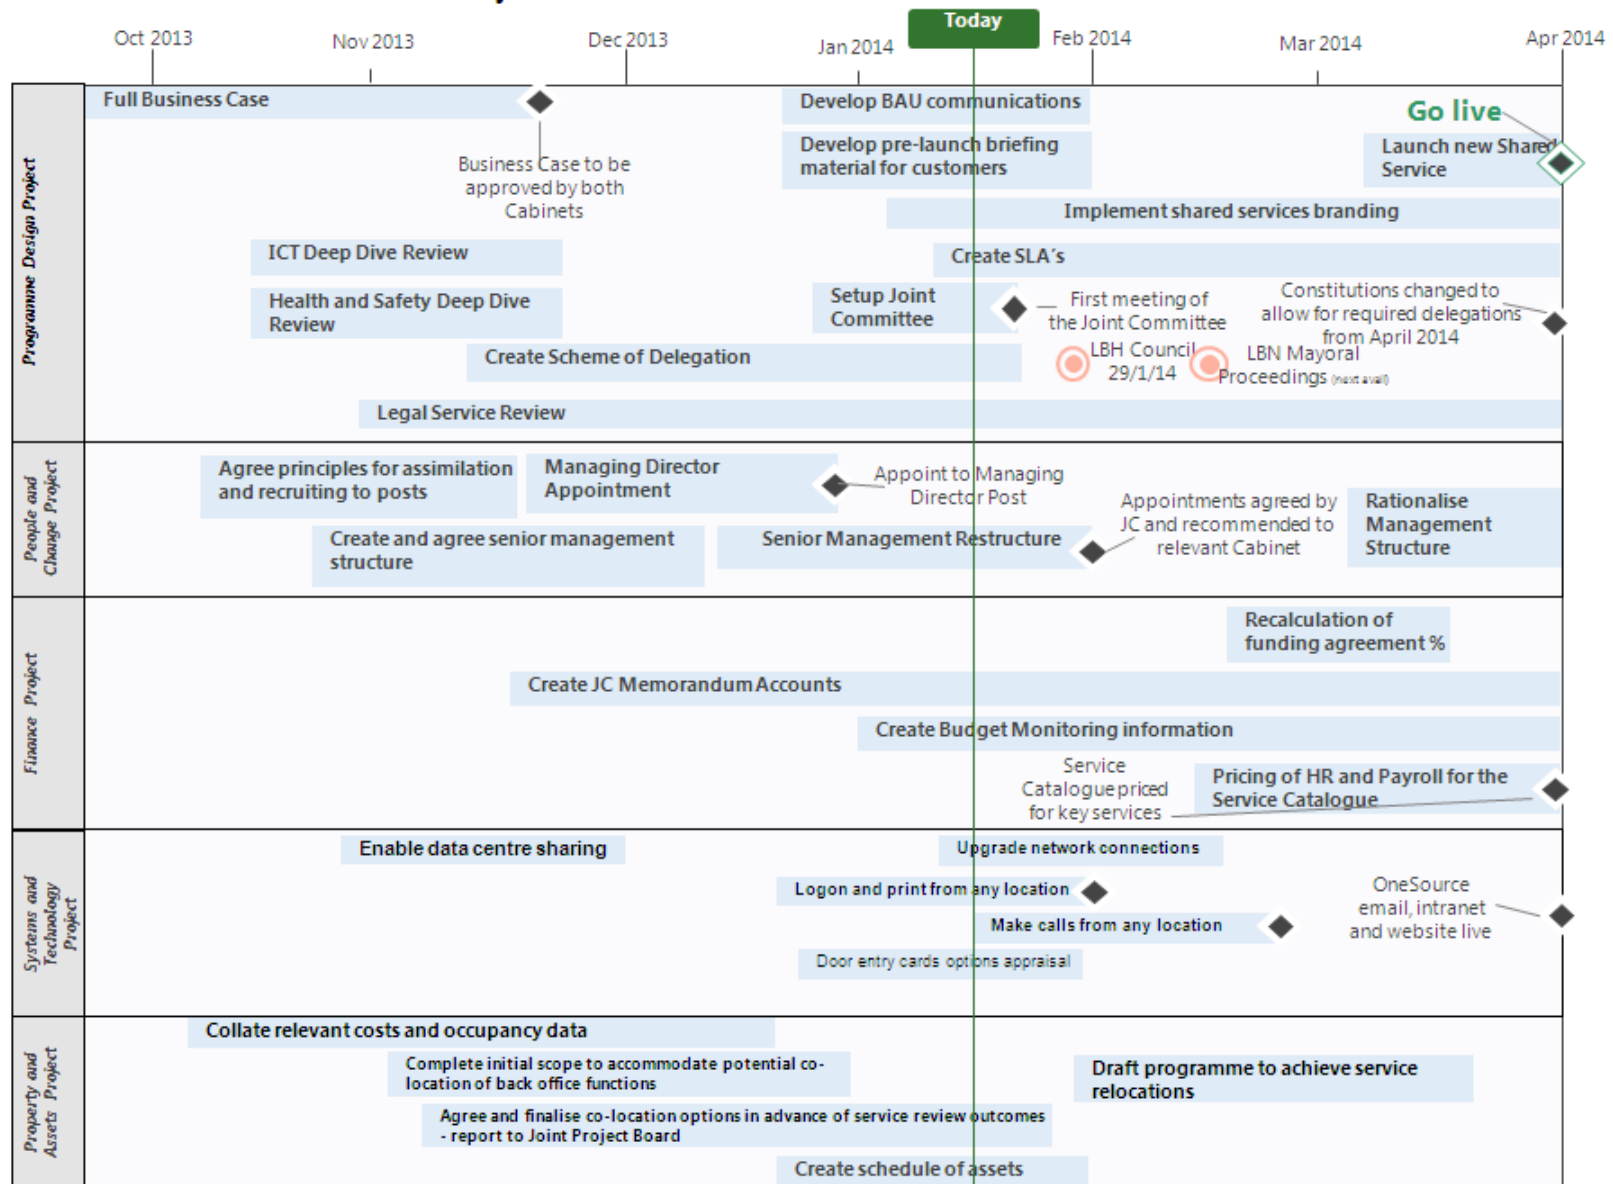 Today
Oct 2013
Nov 2013
Dec 2013
Jan 2014
Feb 2014
Mar 2014
Apr 2014
Programme Design Project
Full Business Case
Business Case to be
approved by both
Cabinets
Develop BAU communications
Develop pre-launch briefing
material for customers
Go live
Launch new Shared
Service
Implement shared services branding
ICT Deep Dive Review
Create SLA´s
Health and Safety Deep Dive
Review
Setup Joint
Committee
First meeting of
the Joint Committee
Constitutions changed to
allow for required delegations
from April 2014
Create Scheme of Delegation
LBH Council
29/1/14
LBN Mayoral
Proceedings (next avail)
Legal Service Review
People and
Change Project
Agree principles for assimilation
and recruiting to posts
Managing Director
Appointment
Appoint to Managing
Director Post
Create and agree senior management
structure
Senior Management Restructure
Appointments agreed by
JC and recommended to
relevant Cabinet
Rationalise
Management
Structure
Finance Project
Recalculation of
funding agreement %
Create JC Memorandum Accounts
Create Budget Monitoring information
Service
Catalogue priced
for key services
Pricing of HR and Payroll for the
Service Catalogue
Systems and
Technology
Project
Enable data centre sharing
Upgrade network connections
Logon and print from any location
Make calls from any location
Door entry cards options appraisal
OneSource
email, intranet
and website live
Property and
Assets Project
Collate relevant costs and occupancy data
Complete initial scope to accommodate potential co-
location of back office functions
Agree and finalise co-location options in advance of service review outcomes
- report to Joint Project Board
Draft programme to achieve service
relocations
Create schedule of assets